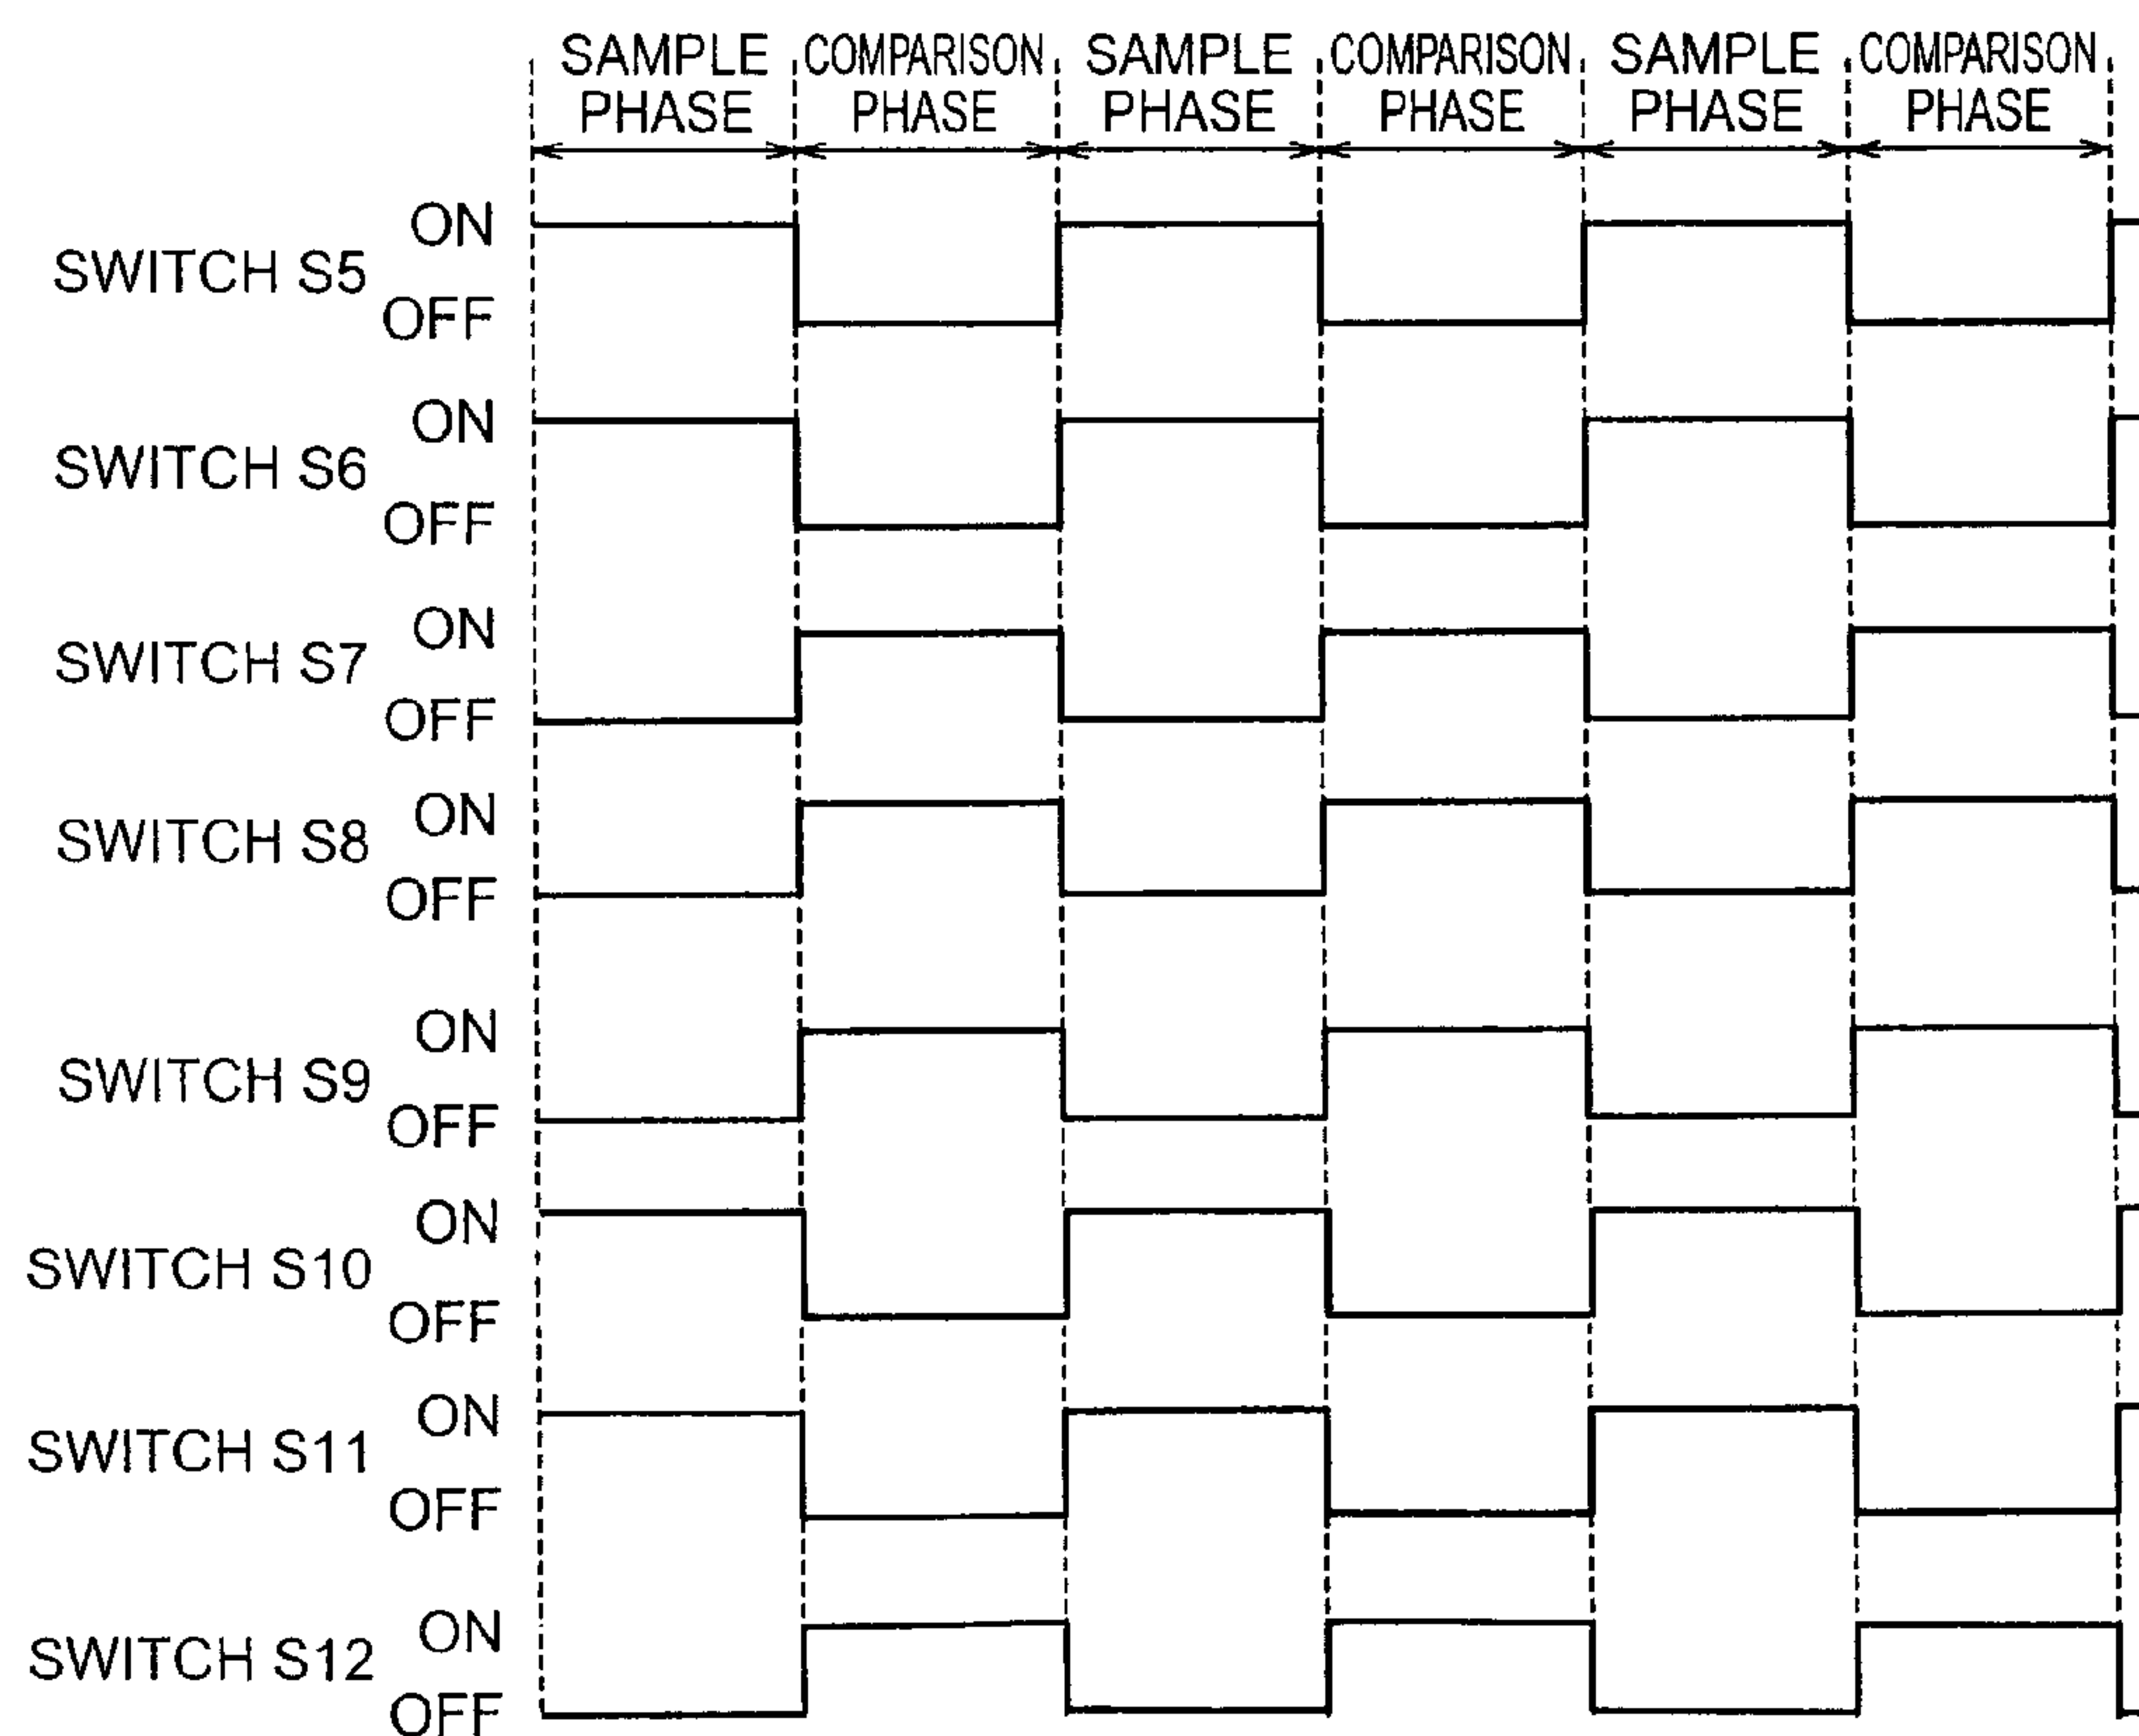 SAMPLE COMPARISON SAMPLE COMPARISON SAMPLE COMPARISON
PHASE PHASE PHASE PHASE PHASE PHASE
ON
SWITCH S5
OFF
ON
SWITCH S6
OFF
ON
SWITCH S7
OFF
ON
SWITCH S8
OFF
ON
SWITCH S9
OFF
ON
SWITCH S10
OFF
ON
SWITCH S11
OFF
ON
SWITCH S12
OFF